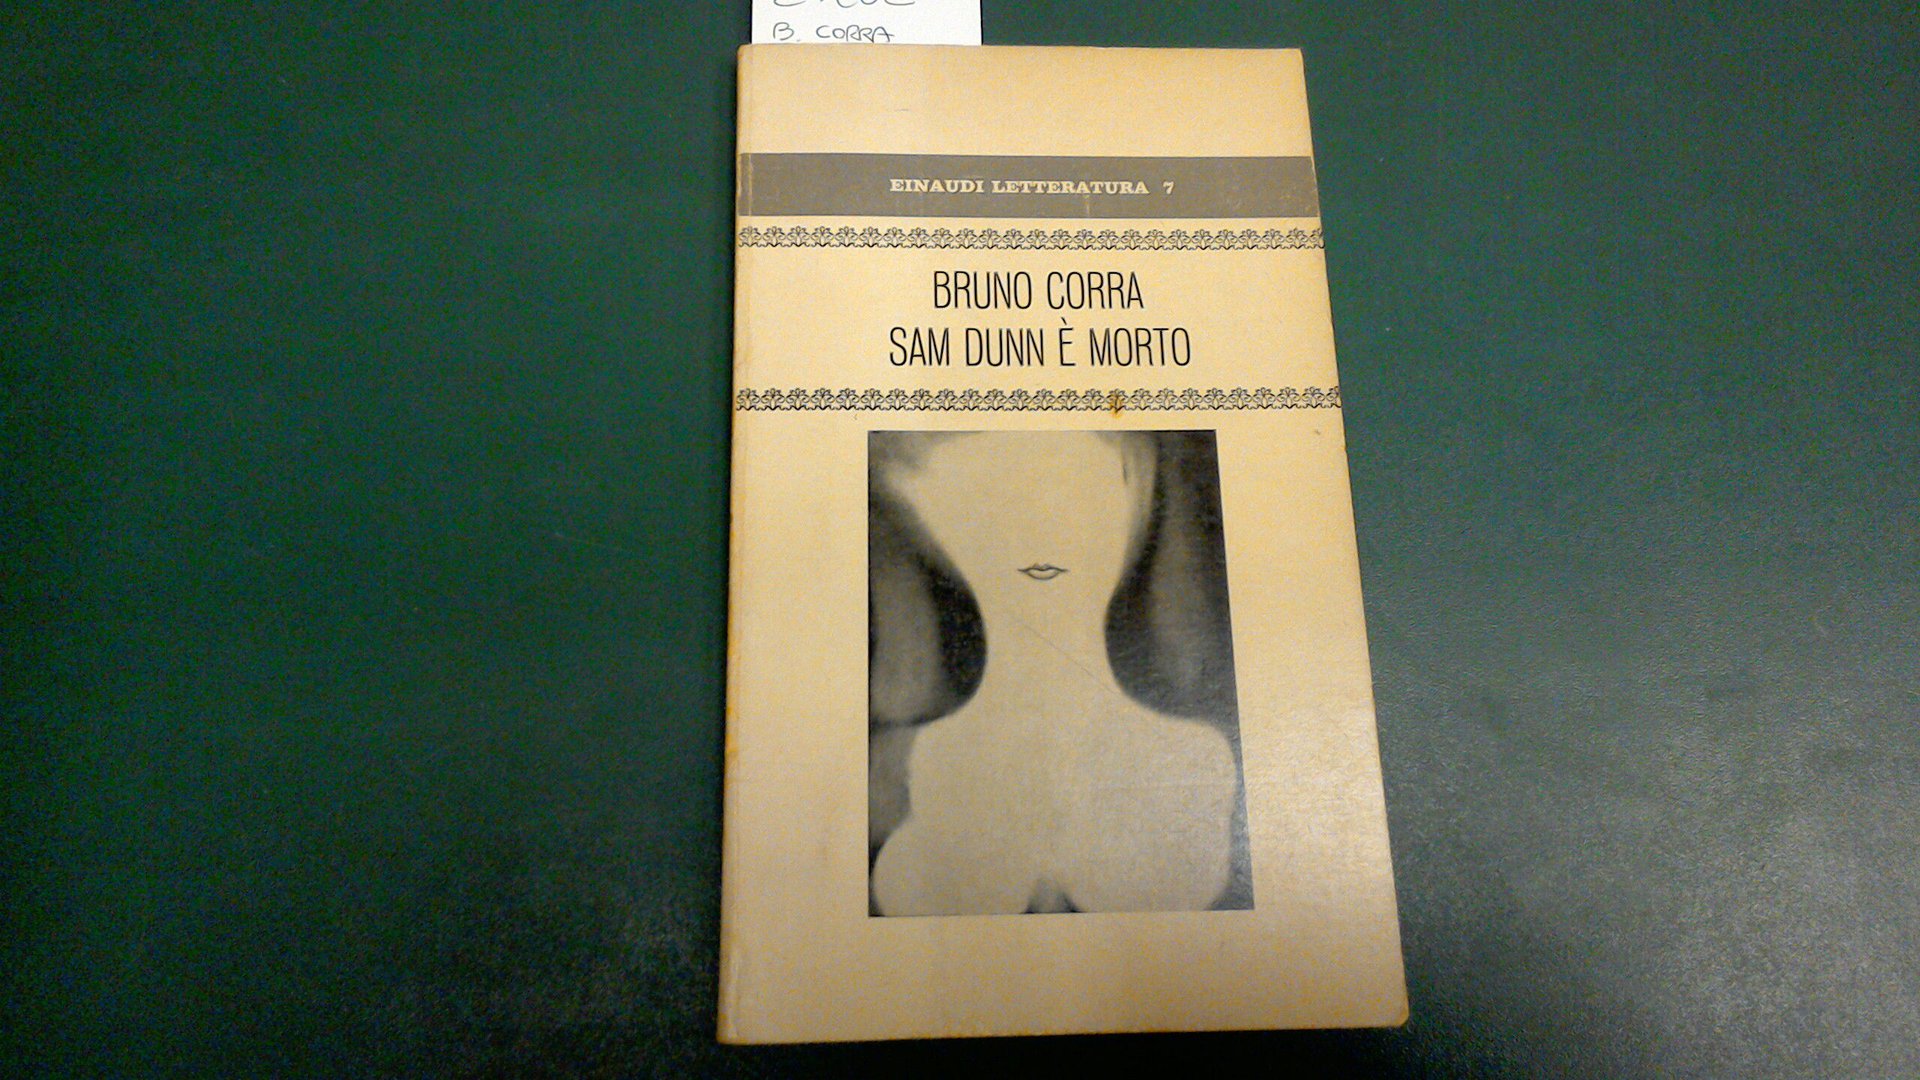 B. CORRA
EINAUDI LETTERATURA 7
BRUNO CORRA
SAM DUNN È MORTO